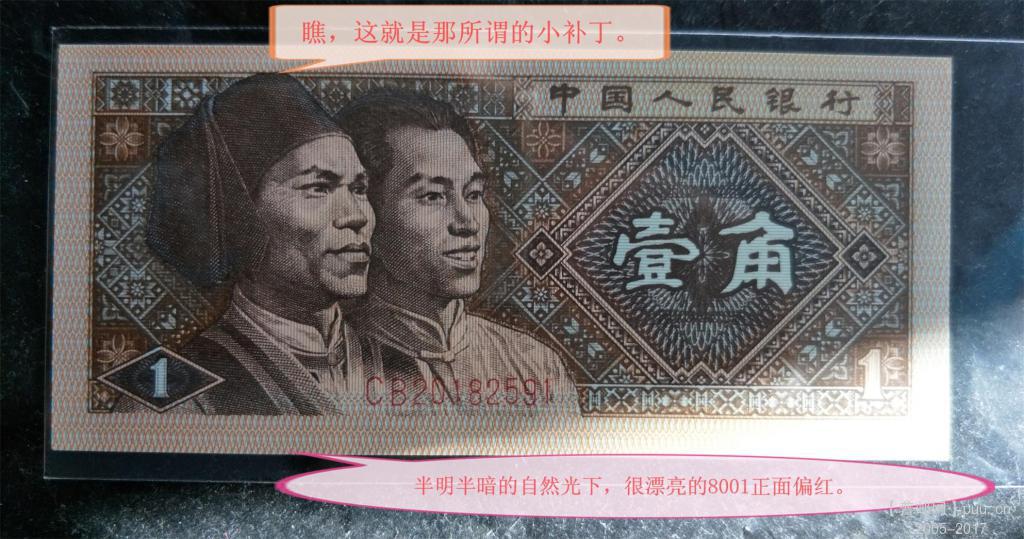 瞧，这就是那所谓的小补丁。
中国人民银行
壹角
1
1
CB20182591
半明半暗的自然光下，很漂亮的8001正面偏红。
2005-2017